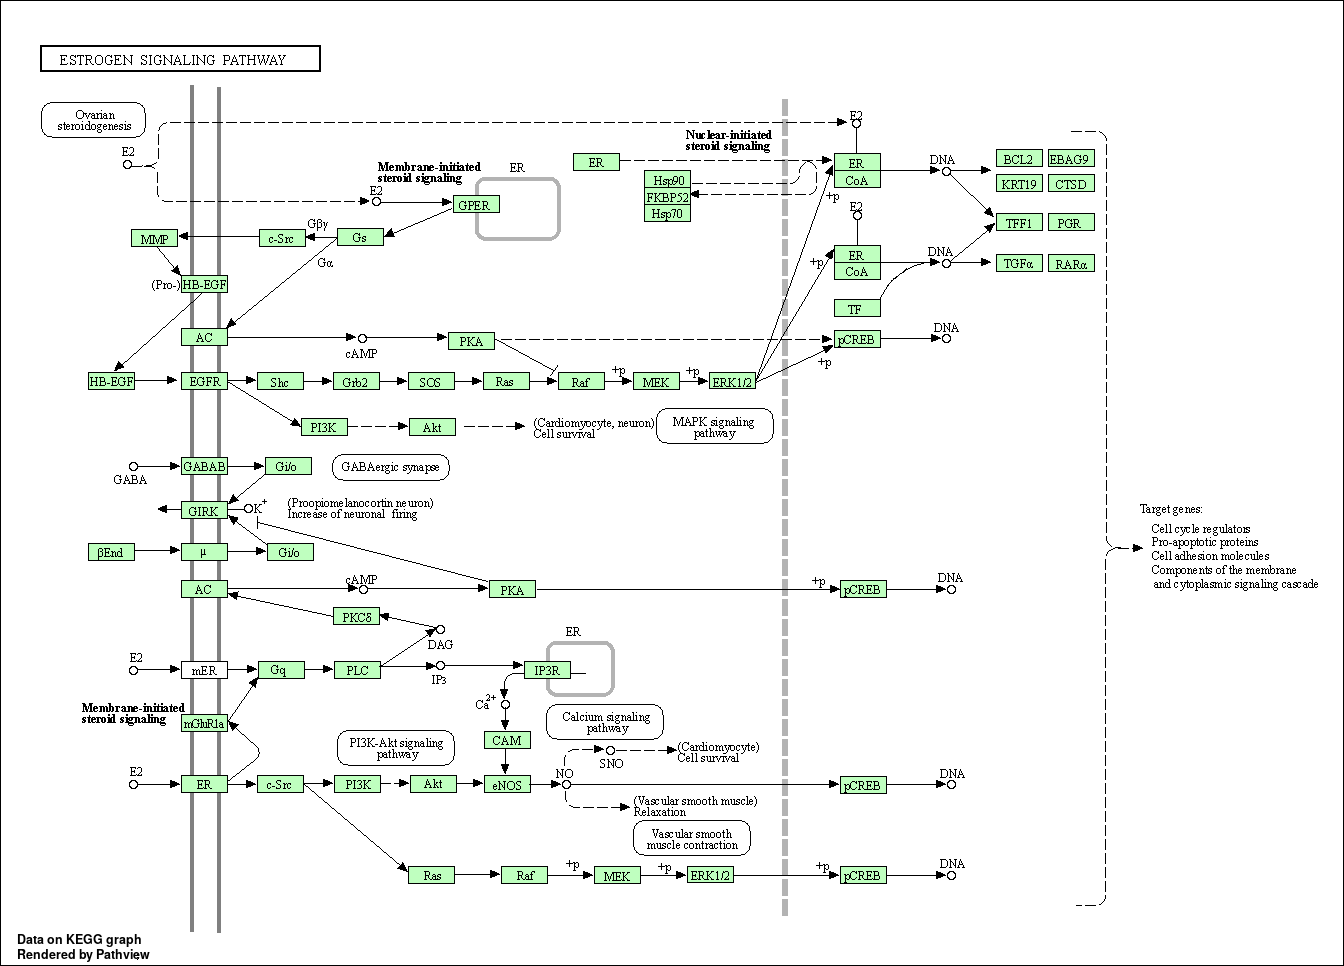 ESTROGEN SIGNALING PATHWAY
Ovarian
steroidogenesis
E2
E2
Nuclear-initiated
steroid signaling
Membrane-initiated
steroid signaling
ER
ER
ER
CoA
DNA
BCL2
EBAG9
Hsp90
FKBP52
Hsp70
KRT19
CTSD
E2
GPER
+p
E2
TFF1
PGR
Gβγ
MMP
c-Src
Gs
Gα
ER
CoA
+p
DNA
TGFα
RARα
(Pro-)
HB-EGF
TF
AC
cAMP
PKA
pCREB
DNA
+p
HB-EGF
EGFR
Shc
Grb2
SOS
Ras
Raf
+p
MEK
+p
ERK1/2
PI3K
Akt
(Cardiomyocyte, neuron)
Cell survival
MAPK signaling
pathway
GABA
GABAB
Gi/o
GABAergic synapse
GIRK
K+
(Propiomelanocortin neuron)
Increase of neuronal firing
Target genes:
Cell cycle regulators
Pro-apoptotic proteins
Cell adhesion molecules
Components of the membrane
and cytoplasmic signaling cascade
βEnd
μ
Gi/o
AC
cAMP
PKA
+p
pCREB
DNA
PKCδ
DAG
E2
mER
Gq
PLC
IP3
ER
IP3R
Ca2+
Membrane-initiated
steroid signaling
mGluR1a
CAM
Calcium signaling
pathway
PI3K-Akt signaling
pathway
(Cardiomyocyte)
Cell survival
SNO
E2
ER
c-Src
PI3K
Akt
eNOS
NO
pCREB
DNA
(Vascular smooth muscle)
Relaxation
Vascular smooth
muscle contraction
Ras
Raf
+p
MEK
+p
ERK1/2
+p
pCREB
DNA
Data on KEGG graph
Rendered by Pathview